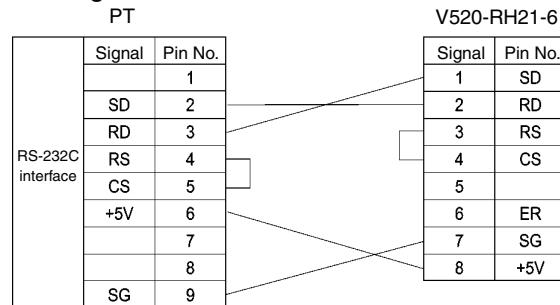 PT V520-RH21-6
Signal Pin No. Signal Pin No.
1 1 SD
SD 2 2 RD
RD 3 3 RS
RS-232C interface RS 4 4 CS
CS 5 5
+5V 6 6 ER
7 7 SG
8 8 +5V
SG 9